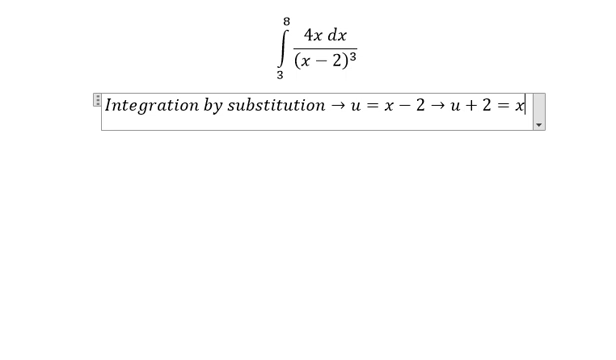 8
∫ 4x dx / (x − 2)³
3
Integration by substitution → u = x − 2 → u + 2 = x